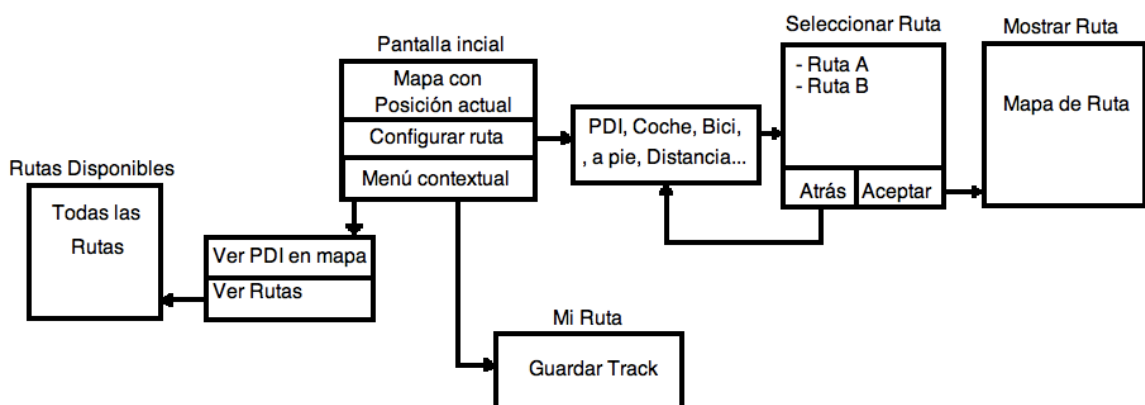 Pantalla incial
Mapa con
Posición actual
Configurar ruta
Menú contextual
PDI, Coche, Bici,
, a pie, Distancia...
Seleccionar Ruta
- Ruta A
- Ruta B
Atrás
Aceptar
Mostrar Ruta
Mapa de Ruta
Rutas Disponibles
Todas las
Rutas
Ver PDI en mapa
Ver Rutas
Mi Ruta
Guardar Track